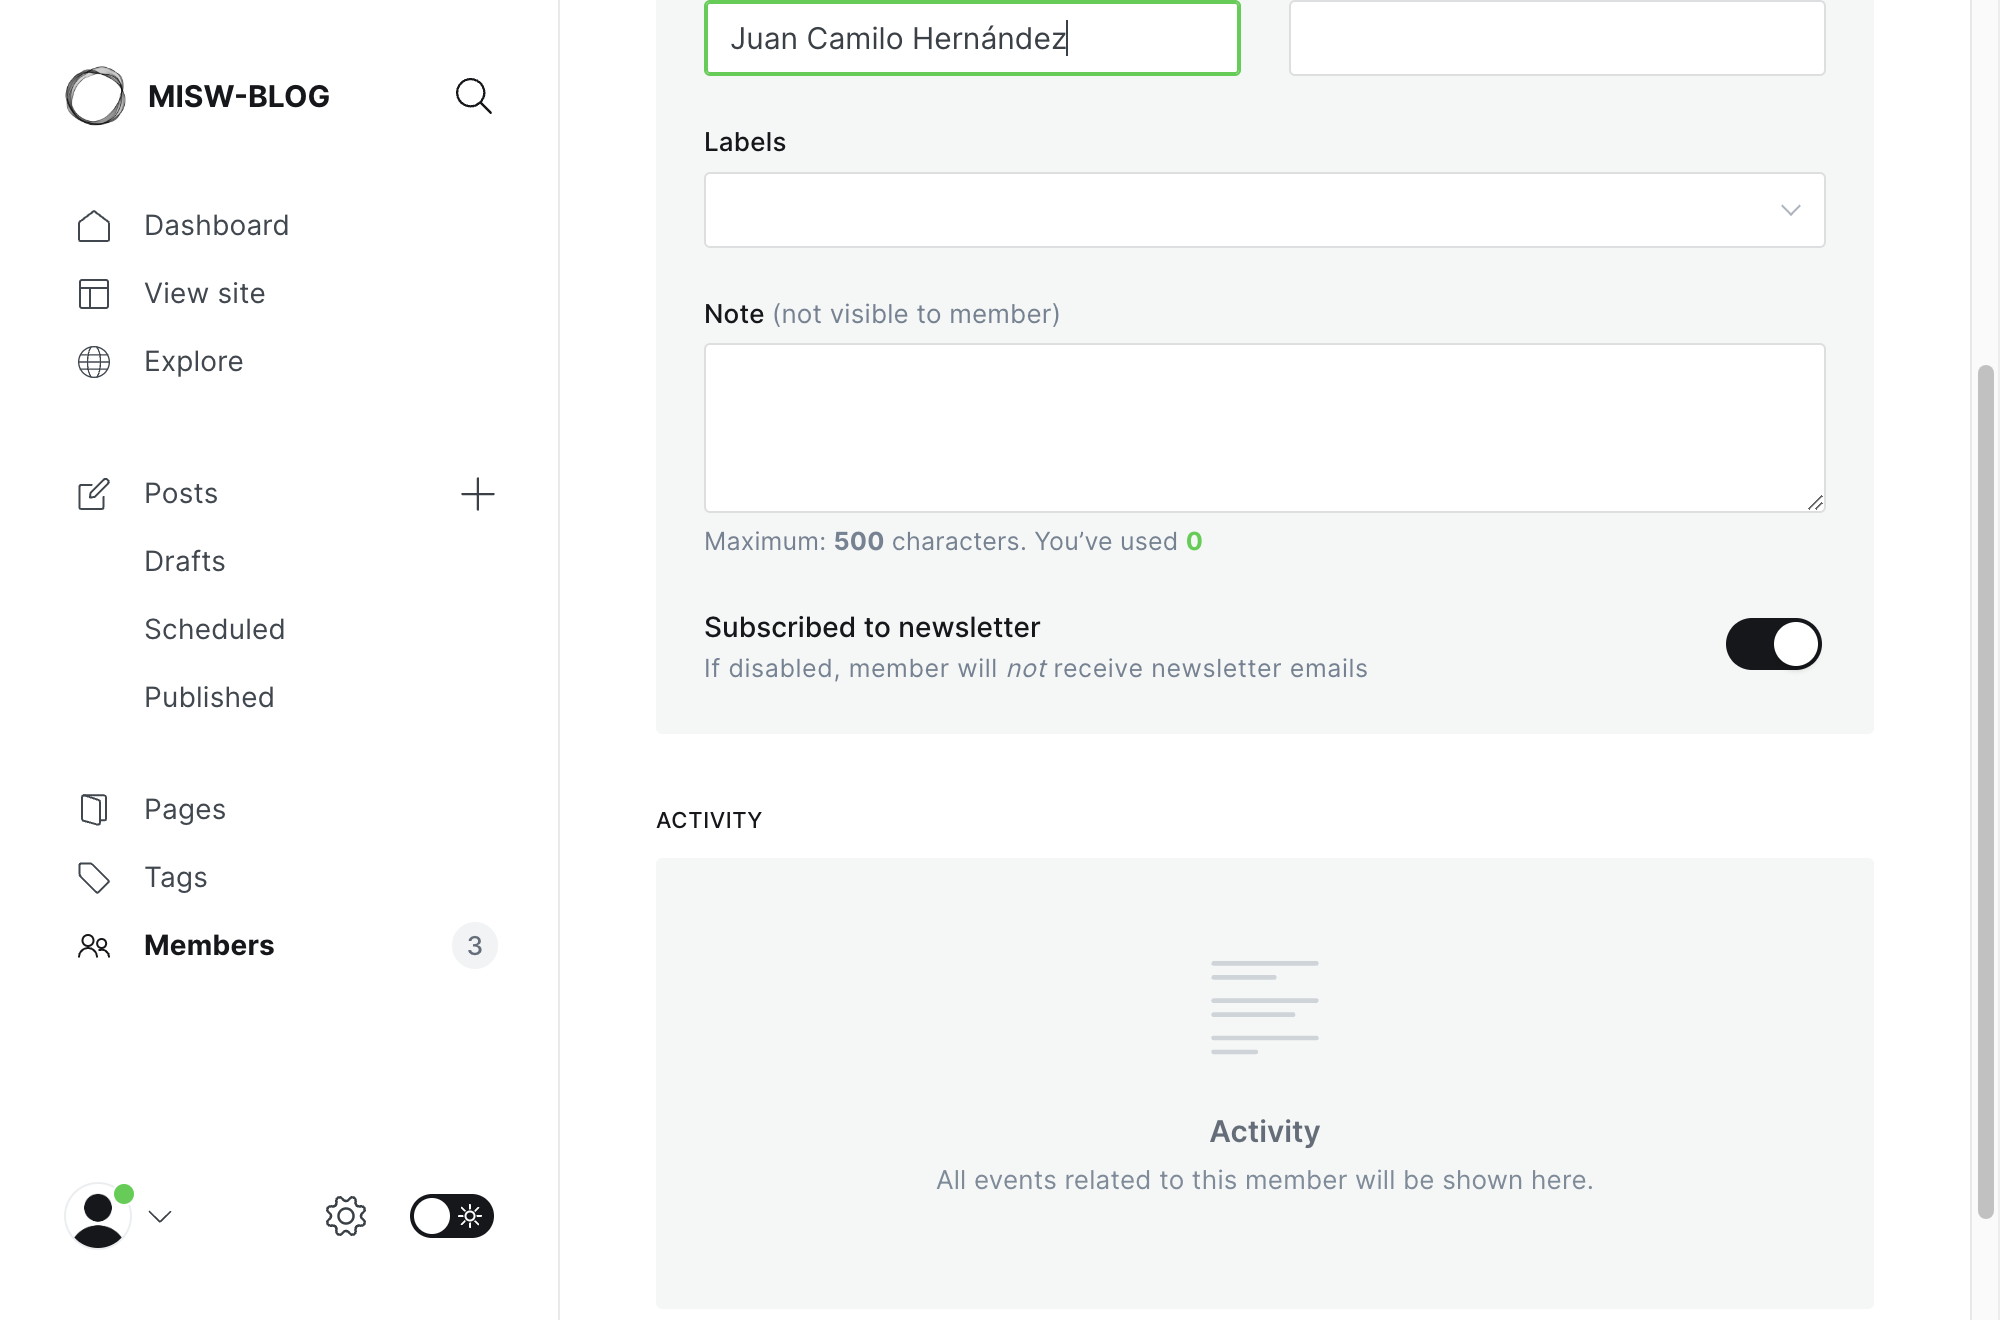 MISW-BLOG
Dashboard
View site
Explore
Posts
Drafts
Scheduled
Published
Pages
Tags
Members 3
Juan Camilo Hernández
Labels
Note (not visible to member)
Maximum: 500 characters. You’ve used 0
Subscribed to newsletter
If disabled, member will not receive newsletter emails
ACTIVITY
Activity
All events related to this member will be shown here.